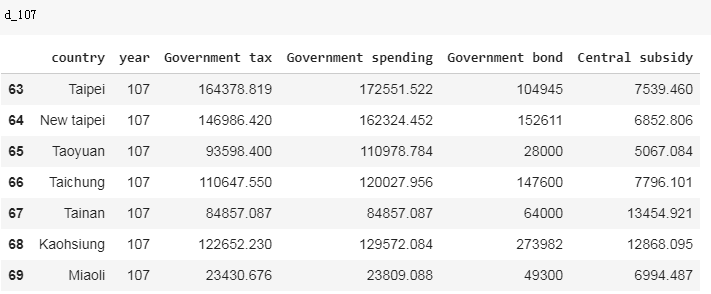 d_107
country year Government tax Government spending Government bond Central subsidy
63 Taipei 107 164378.819 172551.522 104945 7539.460
64 New taipei 107 146986.420 162324.452 152611 6852.806
65 Taoyuan 107 93598.400 110978.784 28000 5067.084
66 Taichung 107 110647.550 120027.956 147600 7796.101
67 Tainan 107 84857.087 84857.087 64000 13454.921
68 Kaohsiung 107 122652.230 129572.084 273982 12868.095
69 Miaoli 107 23430.676 23809.088 49300 6994.487